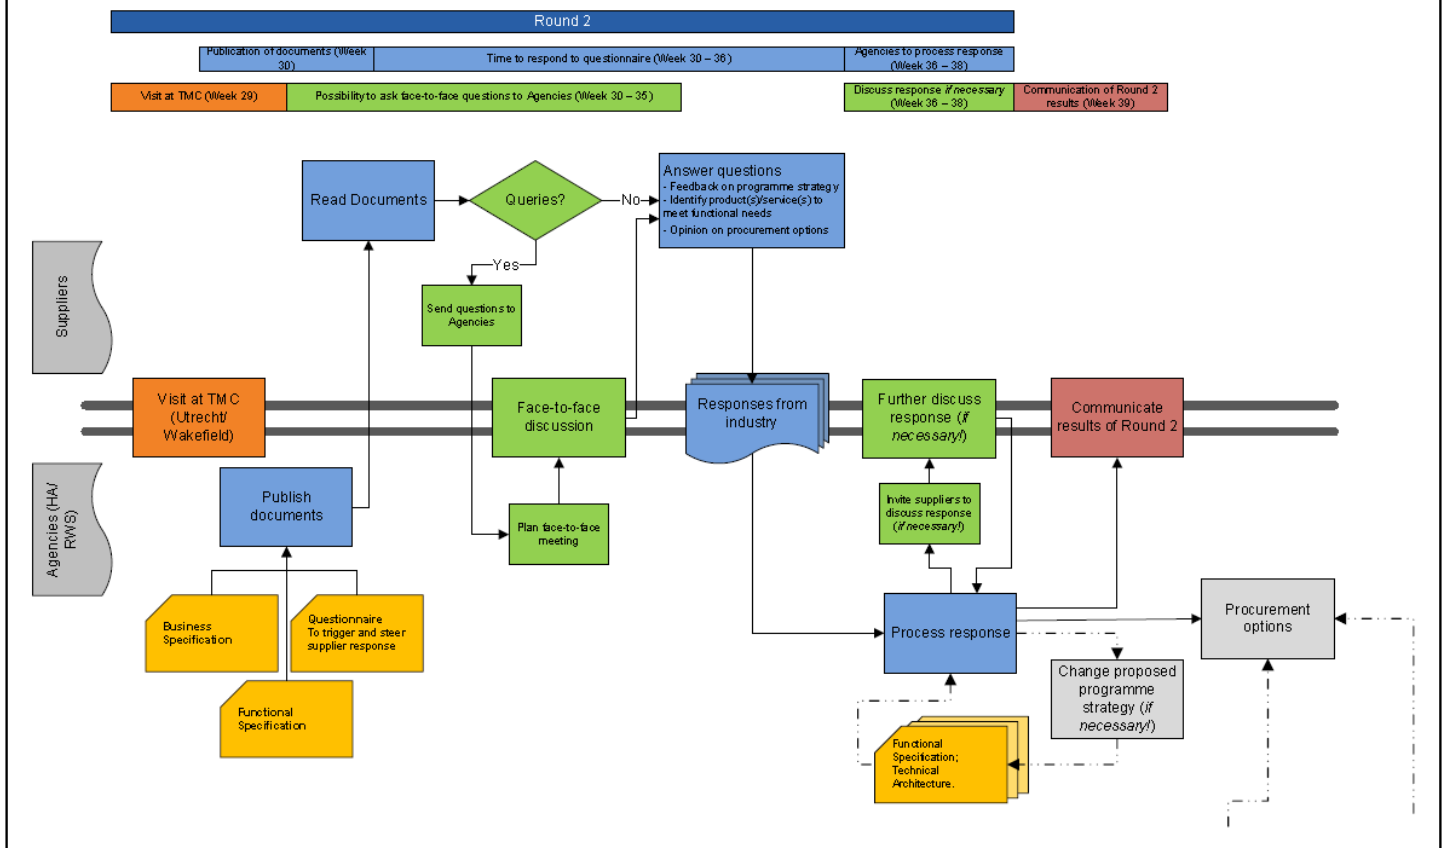 Round 2
Publication of documents (Week
30)
Time to respond to questionnaire (Week 30 – 36)
Agencies to process response
(Week 36 – 38)
Visit at TMC (Week 29)
Possibility to ask face-to-face questions to Agencies (Week 30 – 35)
Discuss response if necessary
(Week 36 – 38)
Communication of Round 2
results (Week 39)
Read Documents
Queries?
No
Answer questions
- Feedback on programme strategy
- Identify product(s)/service(s) to
meet functional needs
- Opinion on procurement options
Yes
Send questions to
Agencies
Suppliers
Visit at TMC
(Utrecht/
Wakefield)
Face-to-face
discussion
Responses from
industry
Further discuss
response (if
necessary!)
Communicate
results of Round 2
Agencies (HA/
RWS)
Publish
documents
Plan face-to-face
meeting
Invite suppliers to
discuss response
(if necessary!)
Business
Specification
Questionnaire
To trigger and steer
supplier response
Functional
Specification
Process response
Procurement
options
Change proposed
programme
strategy (if
necessary!)
Functional
Specification;
Technical
Architecture.